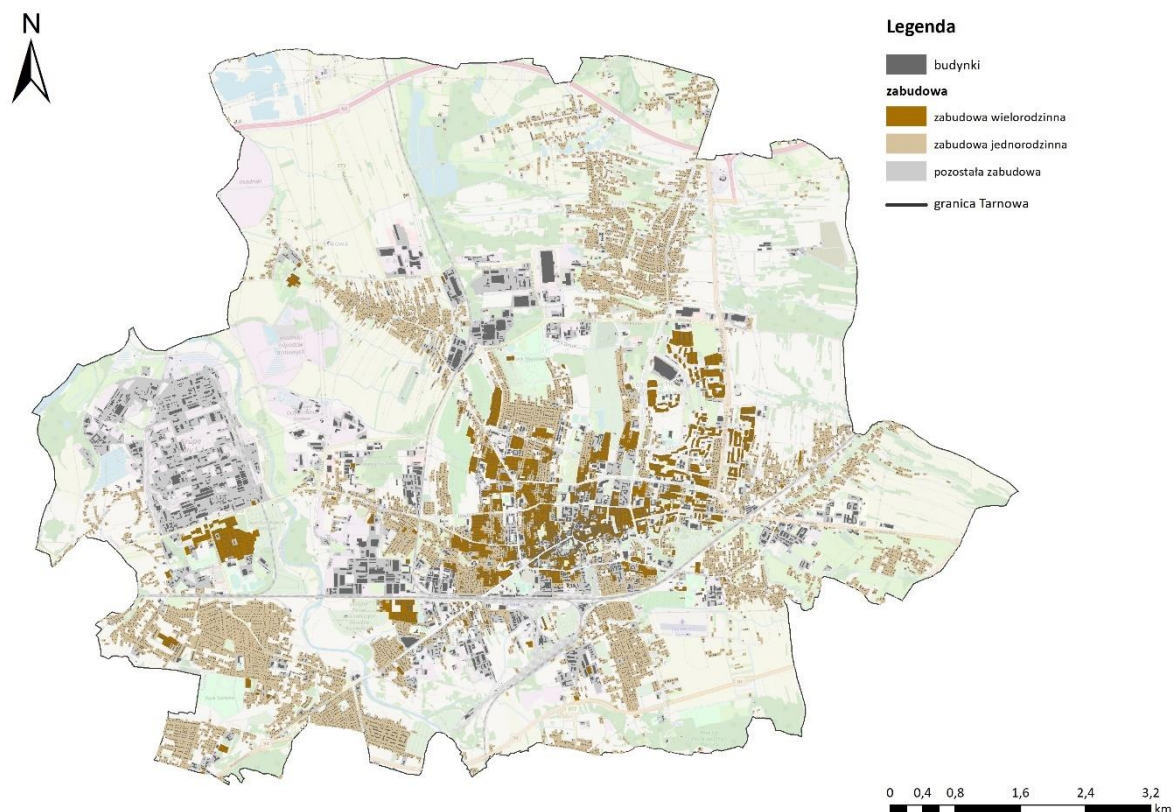 N
Legenda
budynki
zabudowa
zabudowa wielorodzinna
zabudowa jednorodzinna
pozostała zabudowa
granica Tarnowa
0 0,4 0,8 1,6 2,4 3,2
km